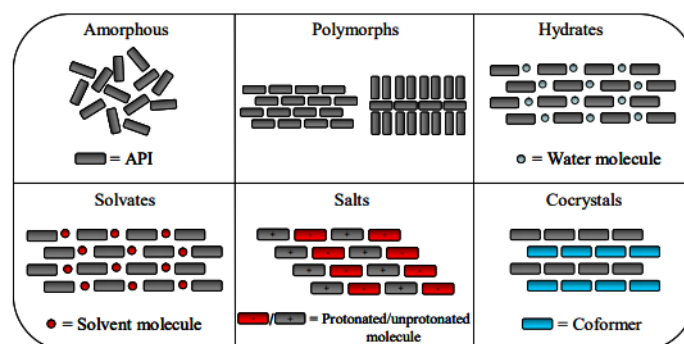 Amorphous
= API
Polymorphs
Hydrates
= Water molecule
Solvates
= Solvent molecule
Salts
+ - + -
+ - + -
+ - + -
+ - + -
- / + = Protonated/unprotonated
molecule
Cocrystals
= Coformer